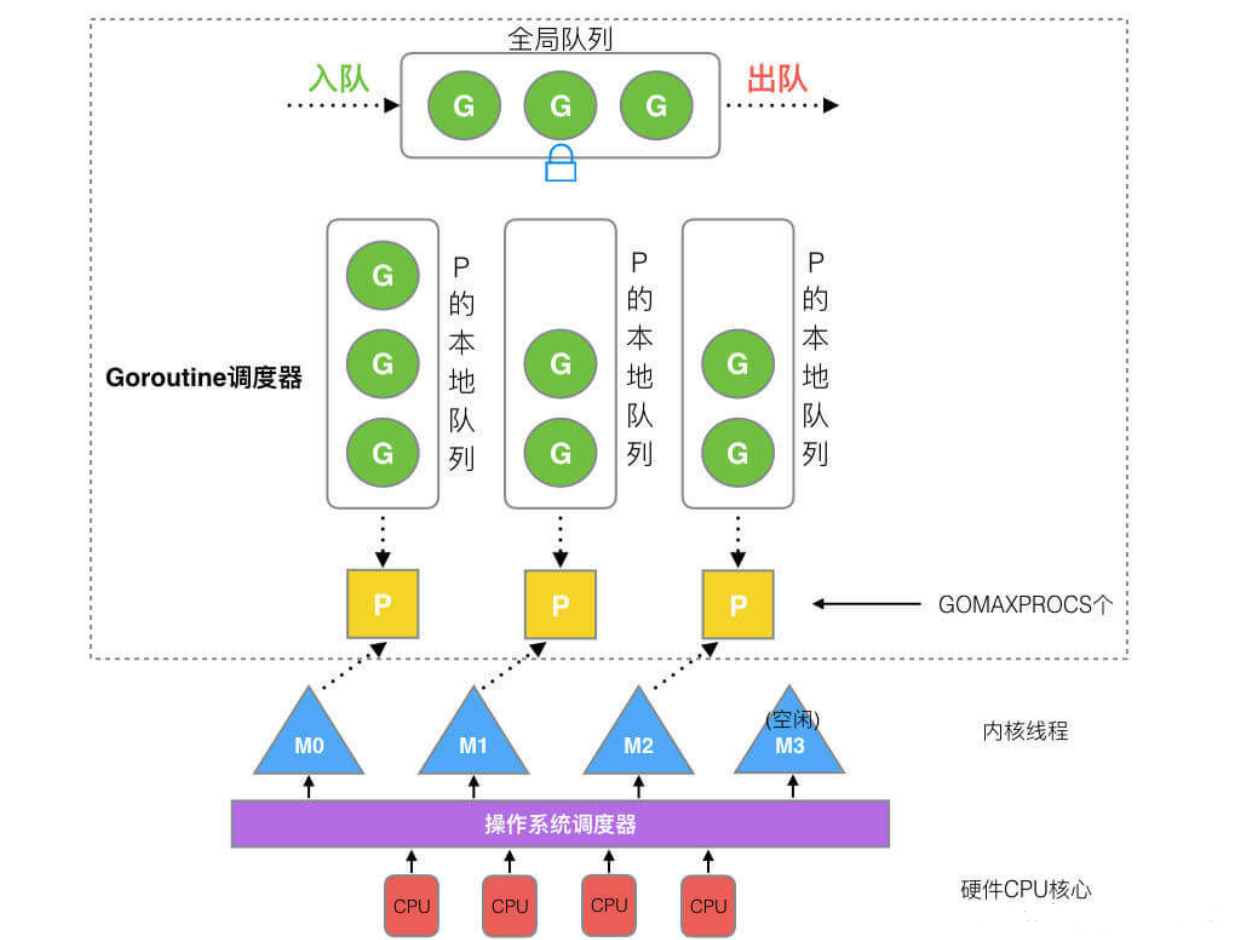 全局队列
入队
出队
G
G
G
G
P的本地队列
P的本地队列
P的本地队列
G
G
G
Goroutine调度器
G
G
G
P
P
P
GOMAXPROCS个
(空闲)
内核线程
M0
M1
M2
M3
操作系统调度器
硬件CPU核心
CPU
CPU
CPU
CPU